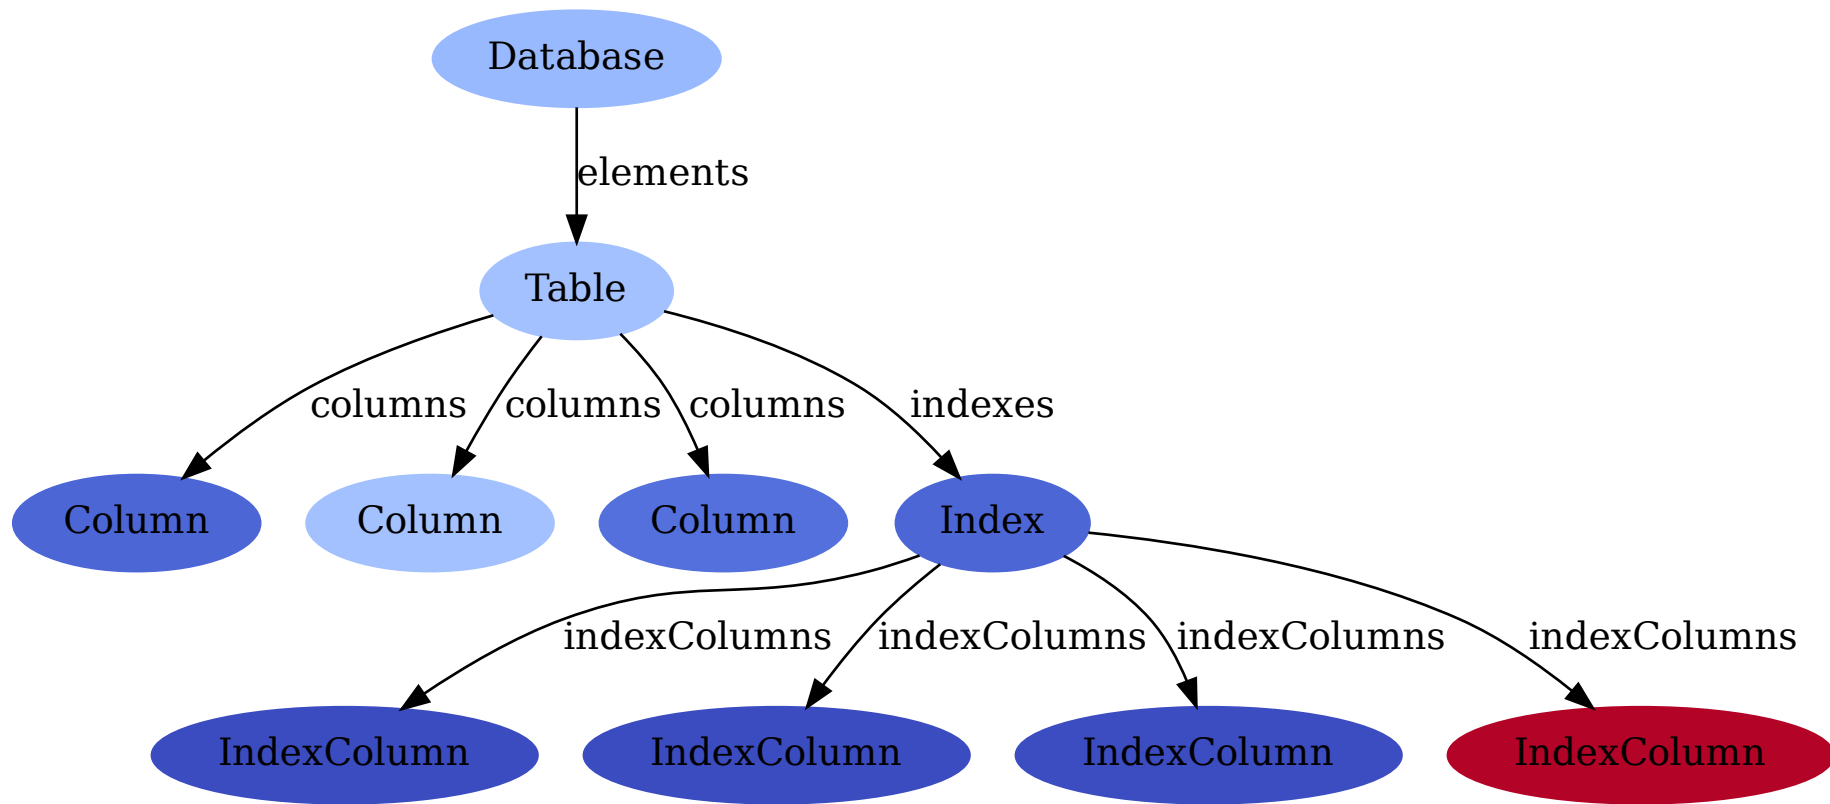 Database
elements
Table
columns
columns
columns
indexes
Column
Column
Column
Index
indexColumns
indexColumns
indexColumns
indexColumns
IndexColumn
IndexColumn
IndexColumn
IndexColumn